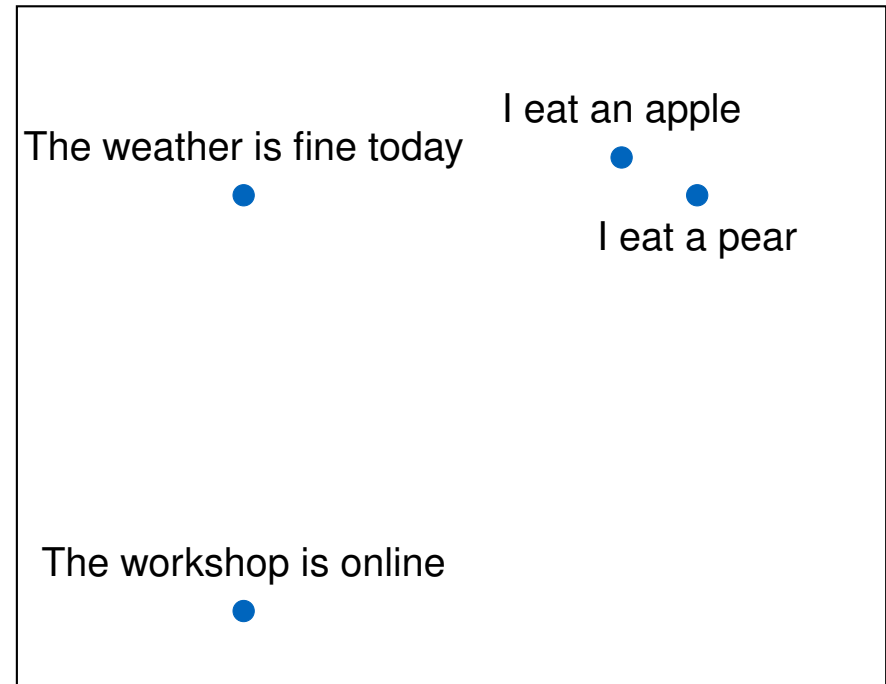 I eat an apple
The weather is fine today
I eat a pear
The workshop is online